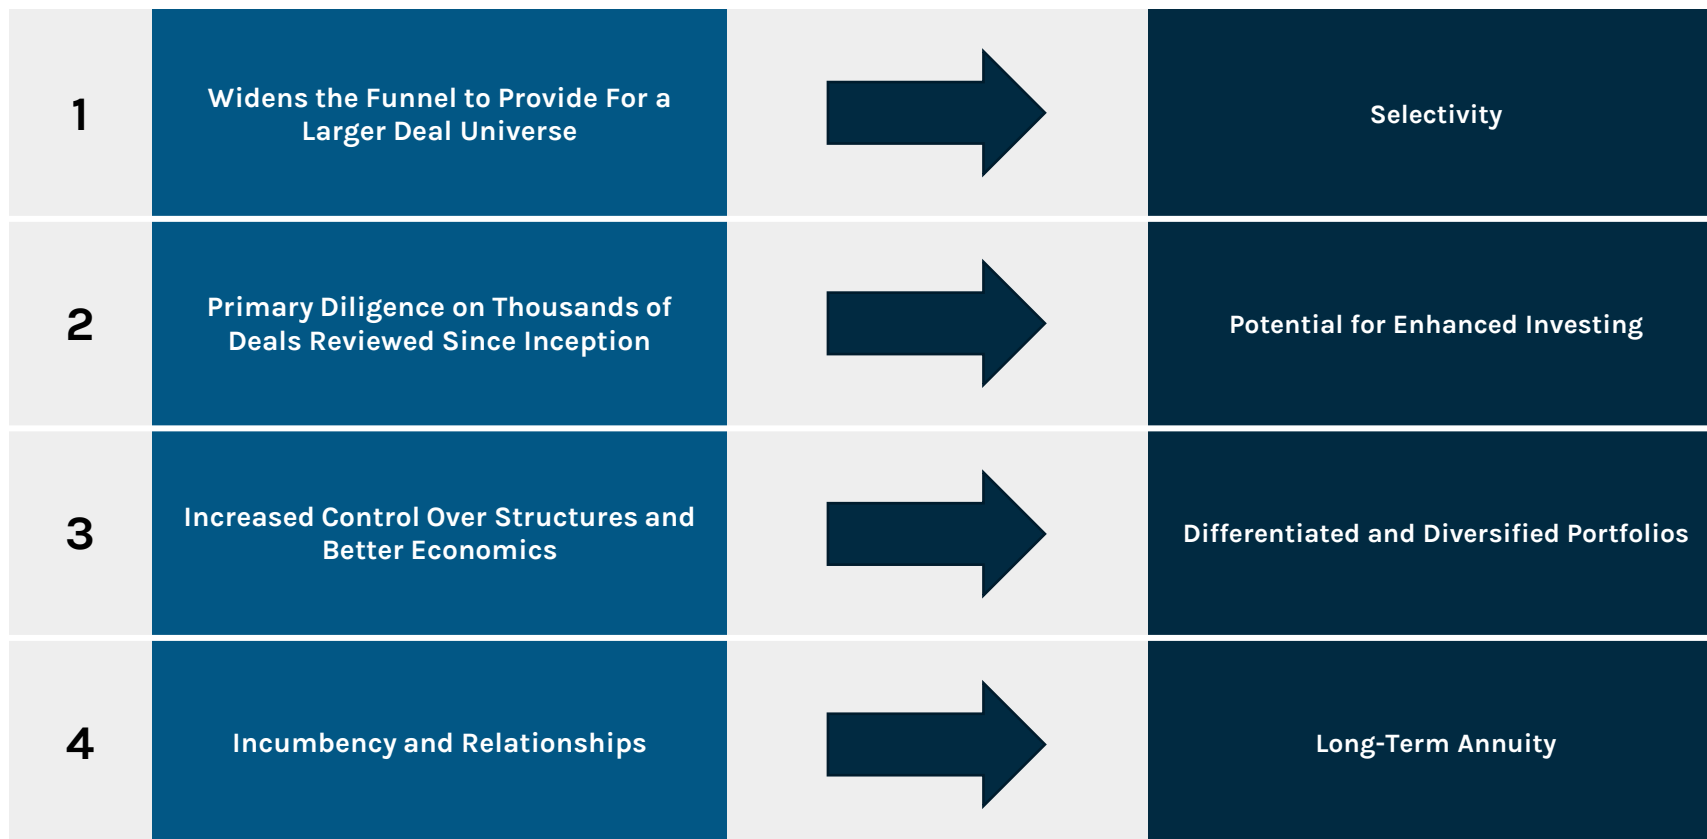 1
Widens the Funnel to Provide For a
Larger Deal Universe
Selectivity
2
Primary Diligence on Thousands of
Deals Reviewed Since Inception
Potential for Enhanced Investing
3
Increased Control Over Structures and
Better Economics
Differentiated and Diversified Portfolios
4
Incumbency and Relationships
Long-Term Annuity